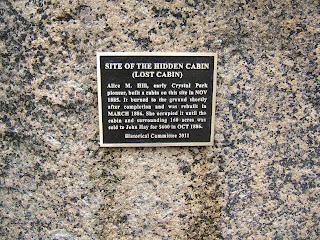 SITE OF THE HIDDEN CABIN
(LOST CABIN)
Alice M. Hill, early Crystal Park
pioneer, built a cabin on this site in NOV
1885. It burned to the ground shortly
after completion and was rebuilt in
MARCH 1886. She occupied it until the
cabin and surrounding 160 acres was
sold to John Hay for $600 in OCT 1886.
Historical Committee 2011